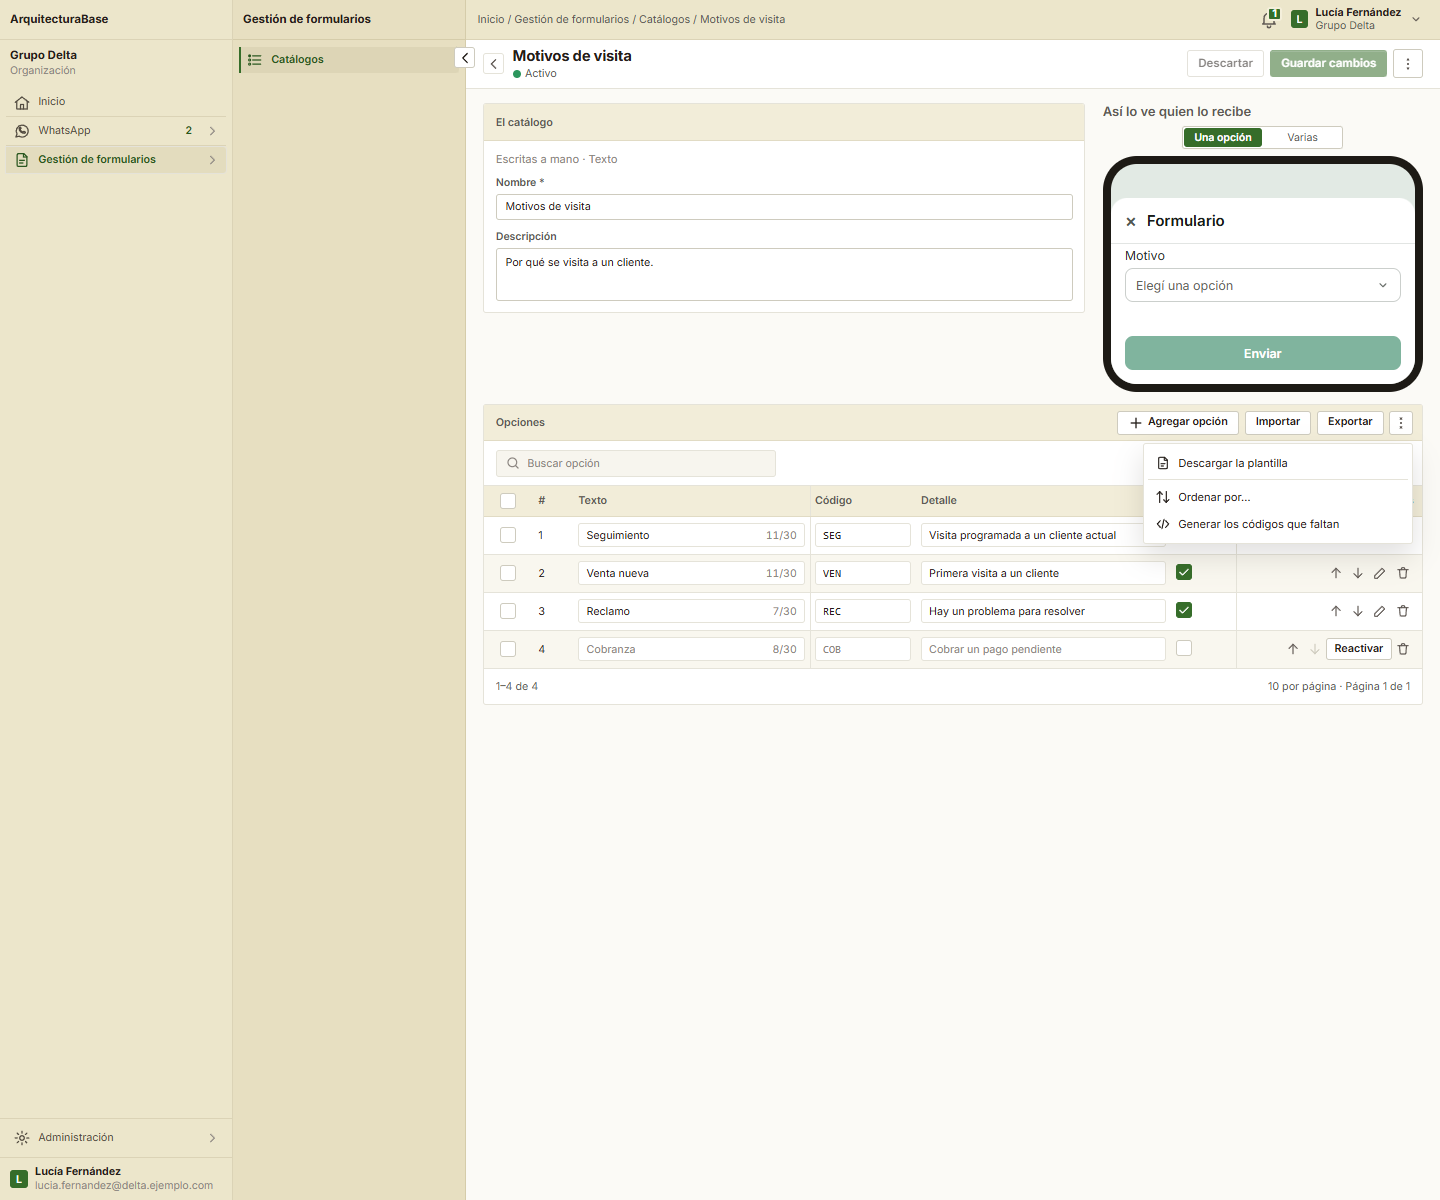 ArquitecturaBase
Grupo Delta
Organización
Inicio
WhatsApp 2
Gestión de formularios
Administración
L Lucía Fernández
lucia.fernandez@delta.ejemplo.com
Gestión de formularios
Catálogos
Inicio / Gestión de formularios / Catálogos / Motivos de visita
1
L Lucía Fernández
Grupo Delta
Motivos de visita
Activo
Descartar Guardar cambios
El catálogo
Escritas a mano · Texto
Nombre *
Motivos de visita
Descripción
Por qué se visita a un cliente.
Así lo ve quien lo recibe
Una opción Varias
Formulario
Motivo
Elegí una opción
Enviar
Opciones
Agregar opción Importar Exportar
Buscar opción
Descargar la plantilla
Ordenar por...
Generar los códigos que faltan
# Texto Código Detalle
1 Seguimiento 11/30 SEG Visita programada a un cliente actual
2 Venta nueva 11/30 VEN Primera visita a un cliente
3 Reclamo 7/30 REC Hay un problema para resolver
4 Cobranza 8/30 COB Cobrar un pago pendiente Reactivar
1–4 de 4
10 por página · Página 1 de 1